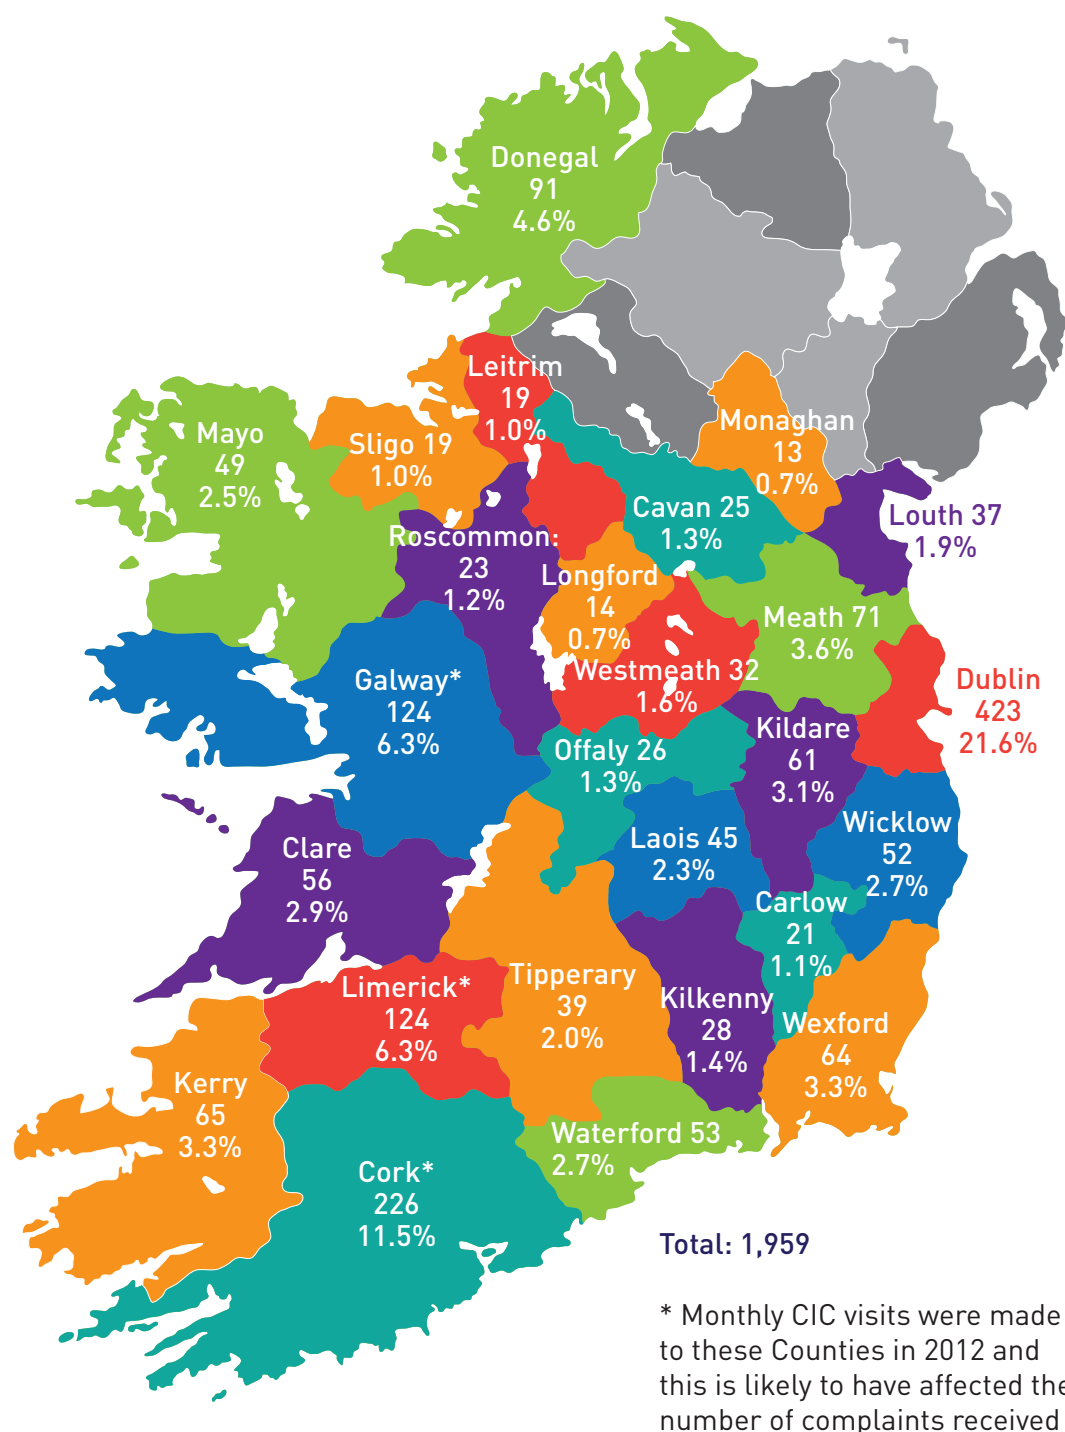 Donegal
91
4.6%
Leitrim
19
1.0%
Monaghan
13
0.7%
Mayo
49
2.5%
Sligo 19
1.0%
Cavan 25
1.3%
Louth 37
1.9%
Roscommon:
23
1.2%
Longford
14
0.7%
Meath 71
3.6%
Westmeath 32
1.6%
Galway*
124
6.3%
Dublin
423
21.6%
Offaly 26
1.3%
Kildare
61
3.1%
Clare
56
2.9%
Laois 45
2.3%
Wicklow
52
2.7%
Carlow
21
1.1%
Limerick*
124
6.3%
Tipperary
39
2.0%
Kilkenny
28
1.4%
Wexford
64
3.3%
Kerry
65
3.3%
Waterford 53
2.7%
Cork*
226
11.5%
Total: 1,959
* Monthly CIC visits were made
to these Counties in 2012 and
this is likely to have affected the
number of complaints received